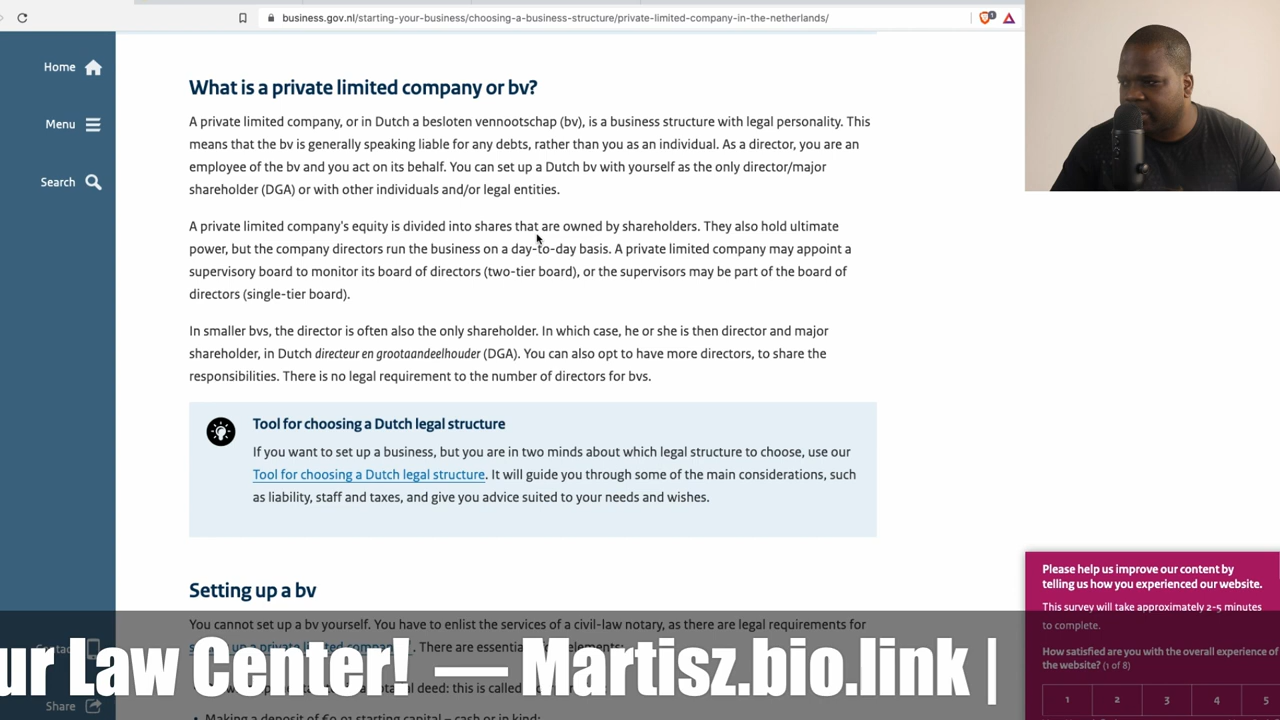 business.gov.nl/starting-your-business/choosing-a-business-structure/private-limited-company-in-the-netherlands/
1
Home
Menu
Search
What is a private limited company or bv?
A private limited company, or in Dutch a besloten vennootschap (bv), is a business structure with legal personality. This
means that the bv is generally speaking liable for any debts, rather than you as an individual. As a director, you are an
employee of the bv and you act on its behalf. You can set up a Dutch bv with yourself as the only director/major
shareholder (DGA) or with other individuals and/or legal entities.
A private limited company's equity is divided into shares that are owned by shareholders. They also hold ultimate
power, but the company directors run the business on a day-to-day basis. A private limited company may appoint a
supervisory board to monitor its board of directors (two-tier board), or the supervisors may be part of the board of
directors (single-tier board).
In smaller bvs, the director is often also the only shareholder. In which case, he or she is then director and major
shareholder, in Dutch directeur en grootaandeelhouder (DGA). You can also opt to have more directors, to share the
responsibilities. There is no legal requirement to the number of directors for bvs.
Tool for choosing a Dutch legal structure
If you want to set up a business, but you are in two minds about which legal structure to choose, use our
Tool for choosing a Dutch legal structure. It will guide you through some of the main considerations, such
as liability, staff and taxes, and give you advice suited to your needs and wishes.
Setting up a bv
You cannot set up a bv yourself. You have to enlist the services of a civil-law notary, as there are legal requirements for
. There are essential elements:
deed: this is called
Making a deposit of €0.01 starting capital – cash or in kind;
Share
Please help us improve our content by
telling us how you experienced our website.
This survey will take approximately 2-5 minutes
to complete.
How satisfied are you with the overall experience of
the website? (1 of 8)
1 2 3 4 5
ur Law Center! — Martisz.bio.link |